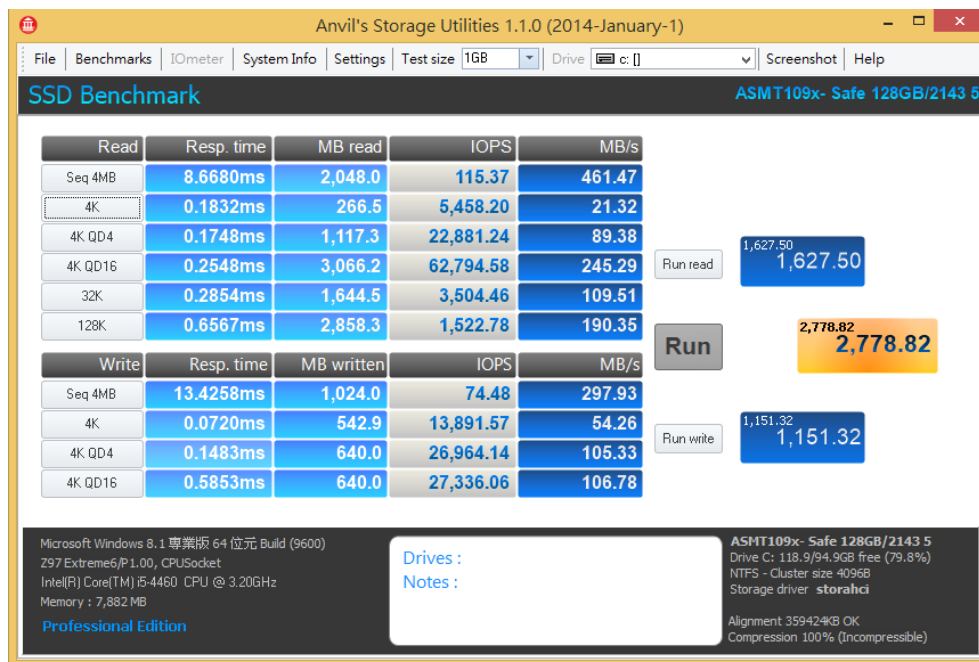 Anvil's Storage Utilities 1.1.0 (2014-January-1)
File Benchmarks IOmeter System Info Settings Test size 1GB Drive c: [] Screenshot Help
SSD Benchmark ASMT109x- Safe 128GB/2143 5
Read Resp. time MB read IOPS MB/s
Seq 4MB 8.6680ms 2,048.0 115.37 461.47
4K 0.1832ms 266.5 5,458.20 21.32
4K QD4 0.1748ms 1,117.3 22,881.24 89.38
4K QD16 0.2548ms 3,066.2 62,794.58 245.29
32K 0.2854ms 1,644.5 3,504.46 109.51
128K 0.6567ms 2,858.3 1,522.78 190.35
Run read 1,627.50 1,627.50
Run 2,778.82 2,778.82
Write Resp. time MB written IOPS MB/s
Seq 4MB 13.4258ms 1,024.0 74.48 297.93
4K 0.0720ms 542.9 13,891.57 54.26
4K QD4 0.1483ms 640.0 26,964.14 105.33
4K QD16 0.5853ms 640.0 27,336.06 106.78
Run write 1,151.32 1,151.32
Microsoft Windows 8.1 專業版 64 位元 Build (9600)
Z97 Extreme6/P1.00, CPUSocket
Intel(R) Core(TM) i5-4460 CPU @ 3.20GHz
Memory : 7,882 MB
Professional Edition
Drives :
Notes :
ASMT109x- Safe 128GB/2143 5
Drive C: 118.9/94.9GB free (79.8%)
NTFS - Cluster size 4096B
Storage driver storahci
Alignment 359424KB OK
Compression 100% (Incompressible)